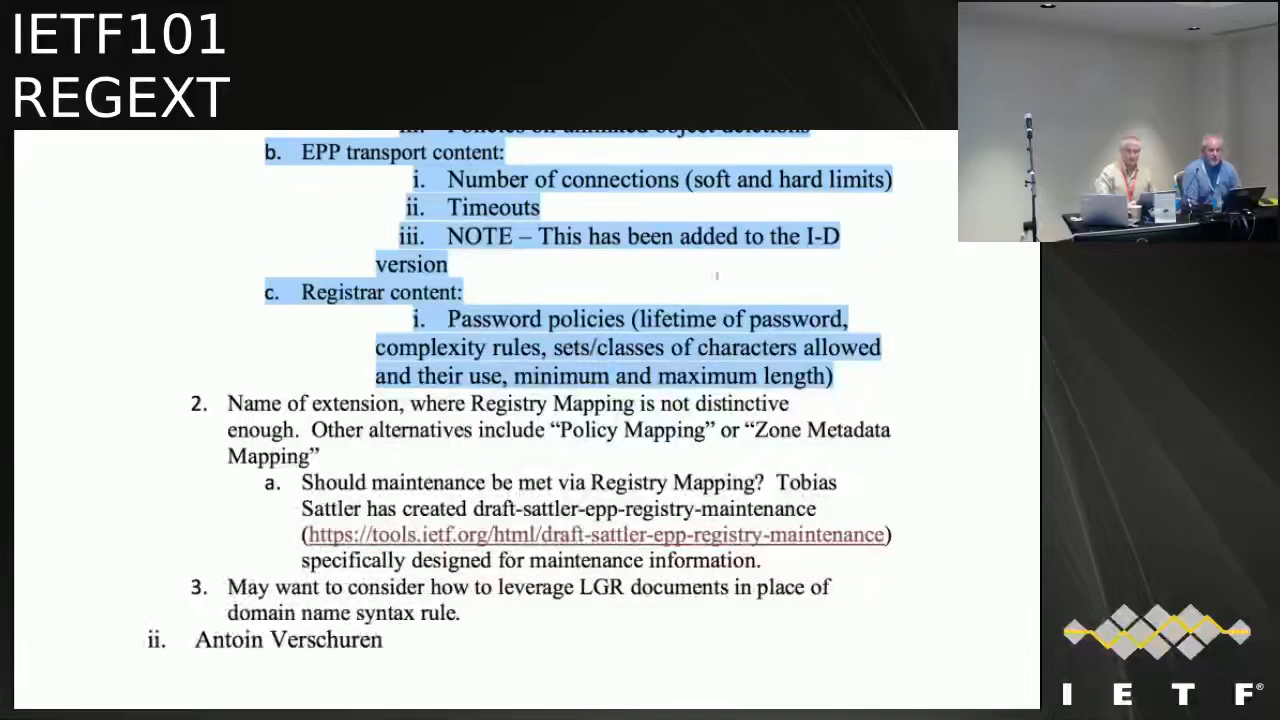 IETF101
REGEXT
iii. Policies on unlinked object deletions
b. EPP transport content:
i. Number of connections (soft and hard limits)
ii. Timeouts
iii. NOTE – This has been added to the I-D
version
c. Registrar content:
i. Password policies (lifetime of password,
complexity rules, sets/classes of characters allowed
and their use, minimum and maximum length)
2. Name of extension, where Registry Mapping is not distinctive
enough. Other alternatives include “Policy Mapping” or “Zone Metadata
Mapping”
a. Should maintenance be met via Registry Mapping? Tobias
Sattler has created draft-sattler-epp-registry-maintenance
(https://tools.ietf.org/html/draft-sattler-epp-registry-maintenance)
specifically designed for maintenance information.
3. May want to consider how to leverage LGR documents in place of
domain name syntax rule.
ii. Antoin Verschuren
I E T F®